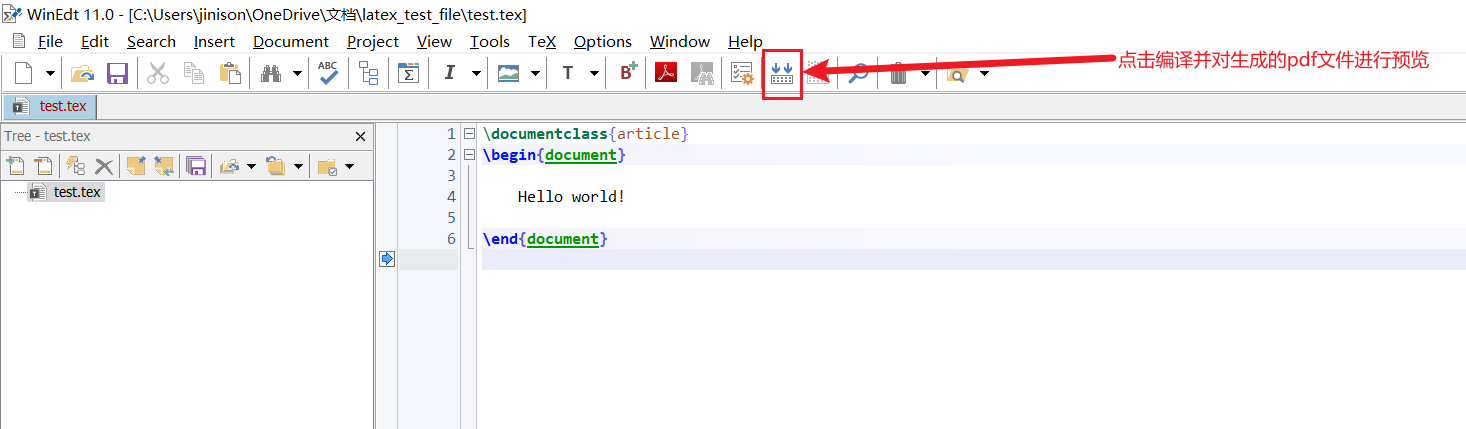 WinEdt 11.0 - [C:\Users\jinison\OneDrive\文档\latex_test_file\test.tex]
File Edit Search Insert Document Project View Tools TeX Options Window Help
ABC I T B 点击编译并对生成的pdf文件进行预览
test.tex
Tree - test.tex
test.tex
1 \documentclass{article}
2 \begin{document}
3
4 Hello world!
5
6 \end{document}